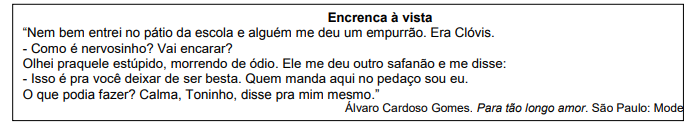 Encrenca à vista
“Nem bem entrei no pátio da escola e alguém me deu um empurrão. Era Clóvis.
- Como é nervosinho? Vai encarar?
Olhei praquele estúpido, morrendo de ódio. Ele me deu outro safanão e me disse:
- Isso é pra você deixar de ser besta. Quem manda aqui no pedaço sou eu.
O que podia fazer? Calma, Toninho, disse pra mim mesmo.”
Álvaro Cardoso Gomes. Para tão longo amor. São Paulo: Mode